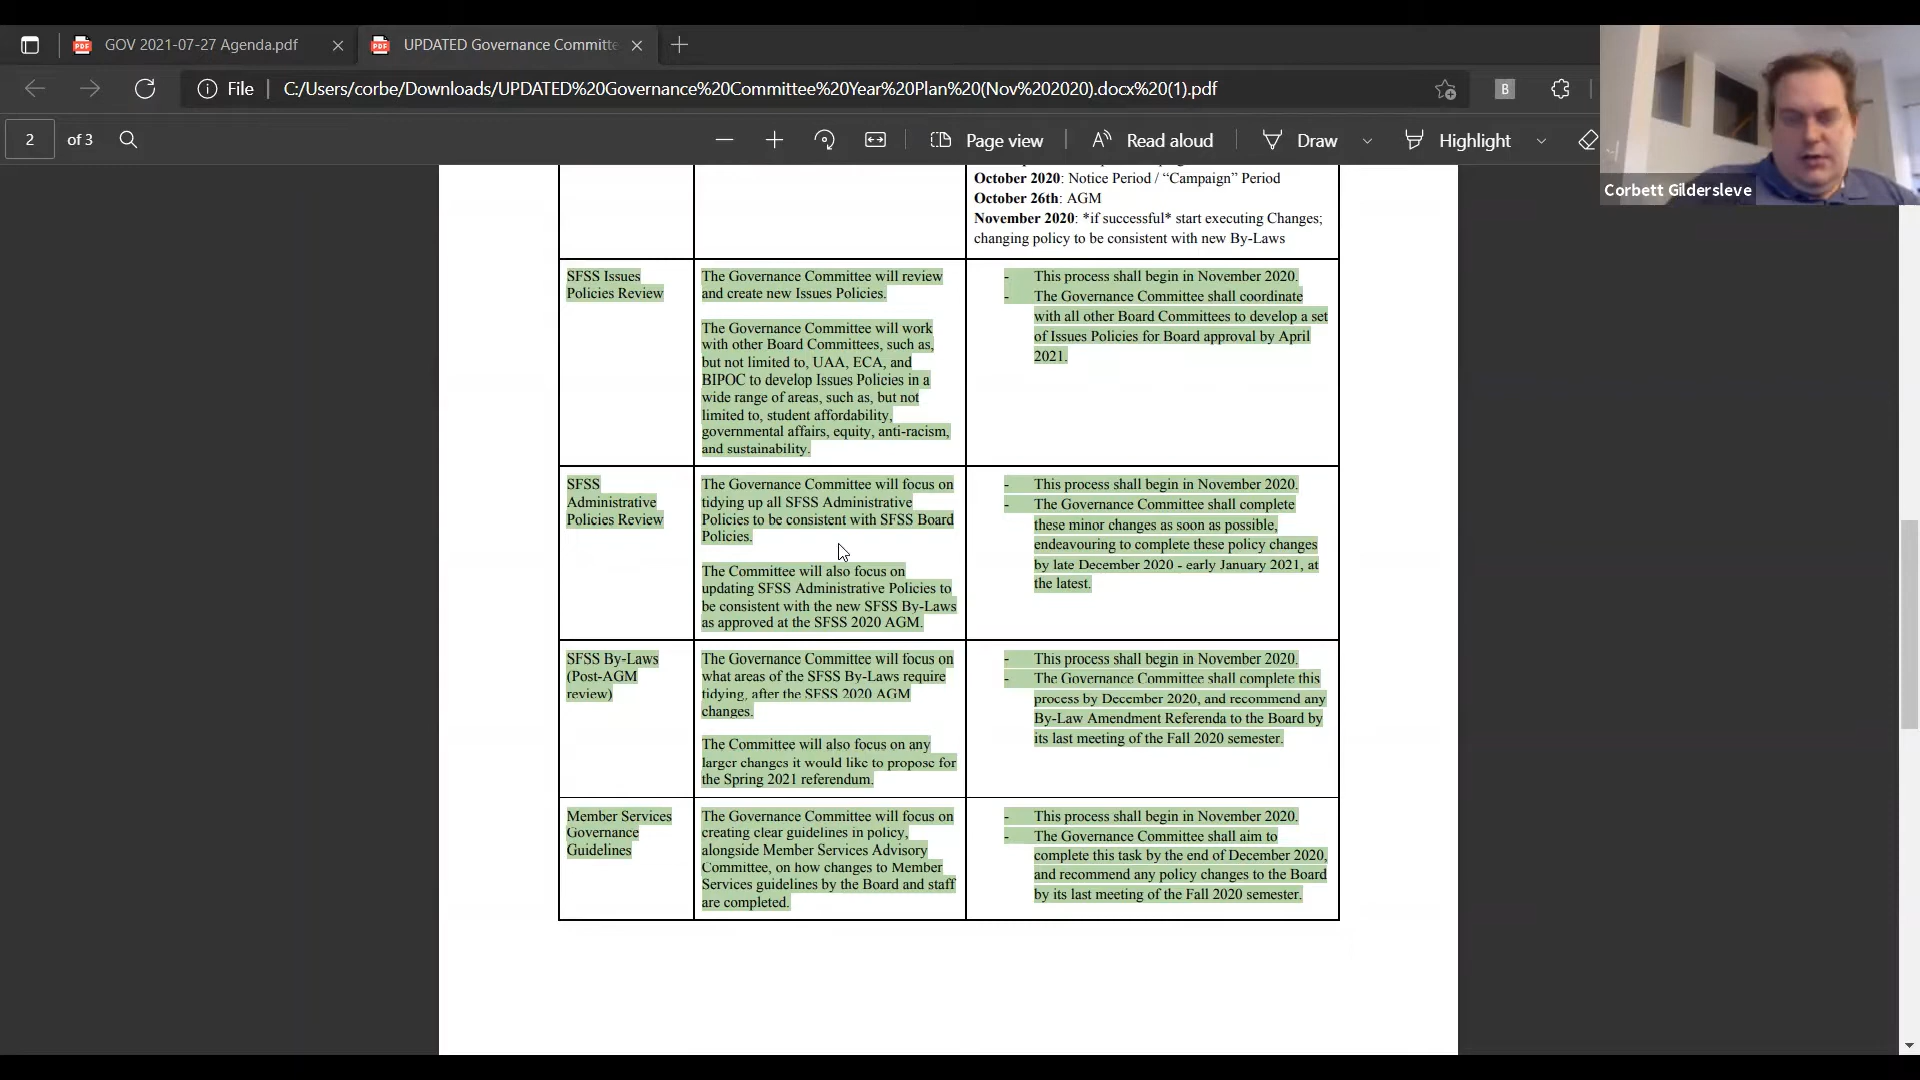 GOV 2021-07-27 Agenda.pdf
UPDATED Governance Committe
File
C:/Users/corbe/Downloads/UPDATED%20Governance%20Committee%20Year%20Plan%20(Nov%202020).docx%20(1).pdf
2 of 3
Page view
Read aloud
Draw
Highlight
B
Corbett Gildersleve
October 2020: Notice Period / “Campaign” Period
October 26th: AGM
November 2020: *if successful* start executing Changes;
changing policy to be consistent with new By-Laws
SFSS Issues
Policies Review
The Governance Committee will review
and create new Issues Policies.
The Governance Committee will work
with other Board Committees, such as,
but not limited to, UAA, ECA, and
BIPOC to develop Issues Policies in a
wide range of areas, such as, but not
limited to, student affordability,
governmental affairs, equity, anti-racism,
and sustainability.
- This process shall begin in November 2020.
- The Governance Committee shall coordinate
with all other Board Committees to develop a set
of Issues Policies for Board approval by April
2021.
SFSS
Administrative
Policies Review
The Governance Committee will focus on
tidying up all SFSS Administrative
Policies to be consistent with SFSS Board
Policies.
The Committee will also focus on
updating SFSS Administrative Policies to
be consistent with the new SFSS By-Laws
as approved at the SFSS 2020 AGM.
- This process shall begin in November 2020.
- The Governance Committee shall complete
these minor changes as soon as possible,
endeavouring to complete these policy changes
by late December 2020 - early January 2021, at
the latest.
SFSS By-Laws
(Post-AGM
review)
The Governance Committee will focus on
what areas of the SFSS By-Laws require
tidying, after the SFSS 2020 AGM
changes.
The Committee will also focus on any
larger changes it would like to propose for
the Spring 2021 referendum.
- This process shall begin in November 2020.
- The Governance Committee shall complete this
process by December 2020, and recommend any
By-Law Amendment Referenda to the Board by
its last meeting of the Fall 2020 semester.
Member Services
Governance
Guidelines
The Governance Committee will focus on
creating clear guidelines in policy,
alongside Member Services Advisory
Committee, on how changes to Member
Services guidelines by the Board and staff
are completed.
- This process shall begin in November 2020.
- The Governance Committee shall aim to
complete this task by the end of December 2020,
and recommend any policy changes to the Board
by its last meeting of the Fall 2020 semester.